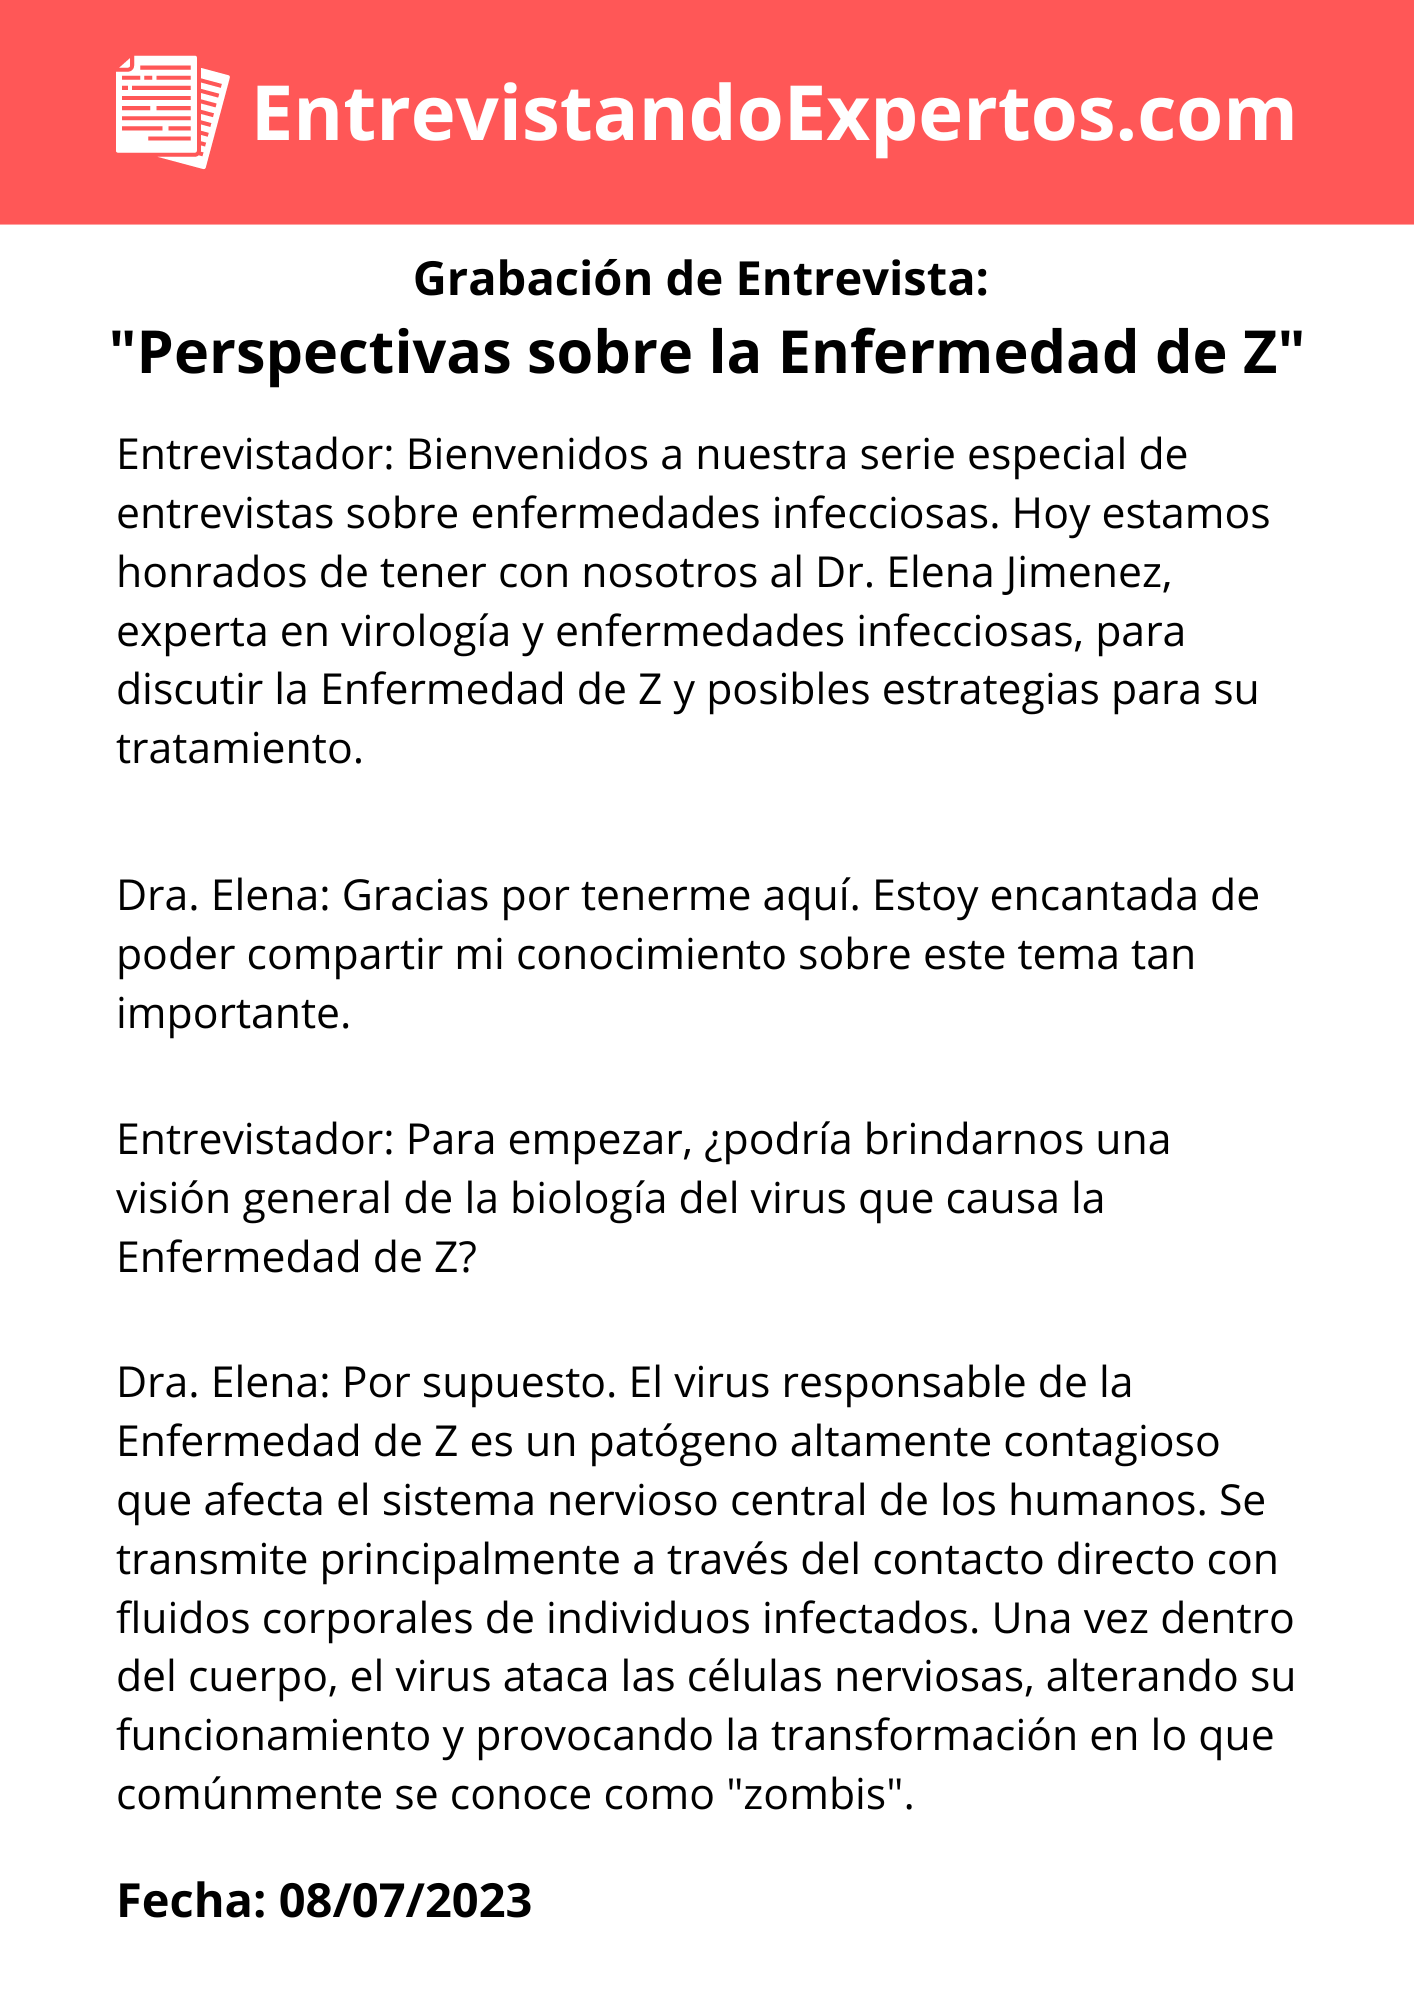 EntrevistandoExpertos.com
Grabación de Entrevista:
"Perspectivas sobre la Enfermedad de Z"
Entrevistador: Bienvenidos a nuestra serie especial de
entrevistas sobre enfermedades infecciosas. Hoy estamos
honrados de tener con nosotros al Dr. Elena Jimenez,
experta en virología y enfermedades infecciosas, para
discutir la Enfermedad de Z y posibles estrategias para su
tratamiento.
Dra. Elena: Gracias por tenerme aquí. Estoy encantada de
poder compartir mi conocimiento sobre este tema tan
importante.
Entrevistador: Para empezar, ¿podría brindarnos una
visión general de la biología del virus que causa la
Enfermedad de Z?
Dra. Elena: Por supuesto. El virus responsable de la
Enfermedad de Z es un patógeno altamente contagioso
que afecta el sistema nervioso central de los humanos. Se
transmite principalmente a través del contacto directo con
fluidos corporales de individuos infectados. Una vez dentro
del cuerpo, el virus ataca las células nerviosas, alterando su
funcionamiento y provocando la transformación en lo que
comúnmente se conoce como "zombis".
Fecha: 08/07/2023